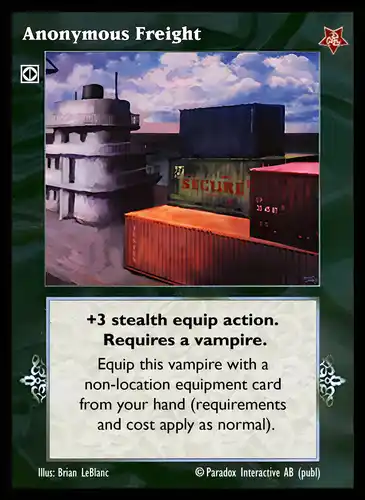 Anonymous Freight
SECURE
+3 stealth equip action.
Requires a vampire.
Equip this vampire with a
non-location equipment card
from your hand (requirements
and cost apply as normal).
Illus: Brian LeBlanc © Paradox Interactive AB (publ)